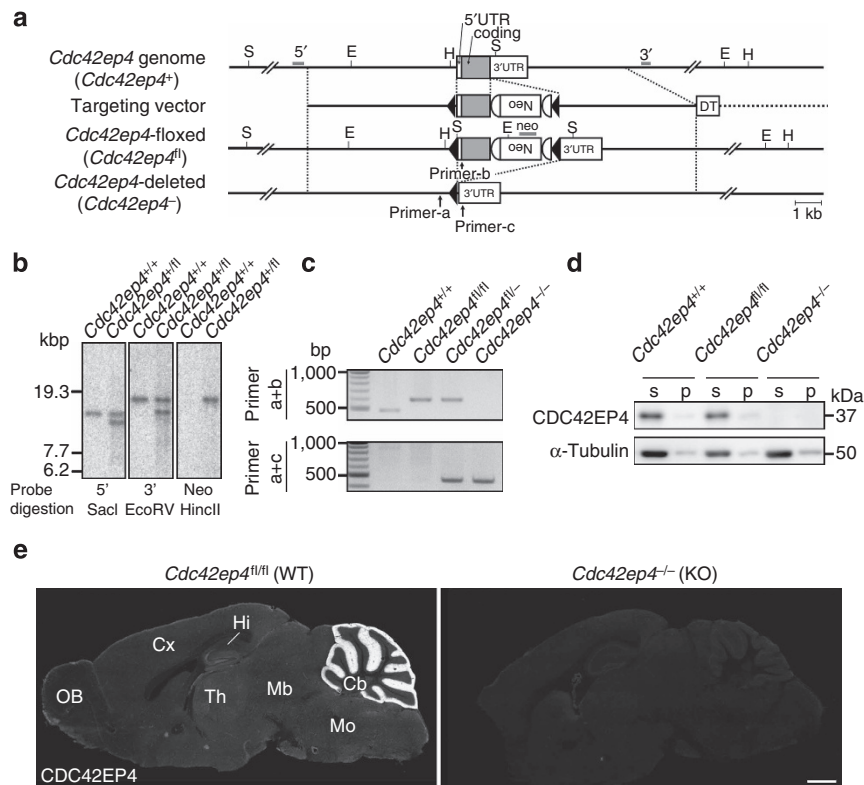 a
5′UTR
coding
S 5′ E H S 3′ E H
Cdc42ep4 genome
(Cdc42ep4+)
3′UTR
Targeting vector
Neo
DT
Cdc42ep4-floxed
(Cdc42ep4fl)
S E H S E neo S E H
Neo
3′UTR
Primer-b
Cdc42ep4-deleted
(Cdc42ep4–)
3′UTR
Primer-a
Primer-c
1 kb
b
Cdc42ep4+/+
Cdc42ep4+/fl
Cdc42ep4+/+
Cdc42ep4+/fl
Cdc42ep4+/+
Cdc42ep4+/fl
kbp
19.3
7.7
6.2
Probe 5′ 3′ Neo
digestion SacI EcoRV HincII
c
Cdc42ep4+/+
Cdc42ep4fl/fl
Cdc42ep4fl/–
Cdc42ep4–/–
bp
Primer
a+b
1,000
500
Primer
a+c
1,000
500
d
Cdc42ep4+/+
Cdc42ep4fl/fl
Cdc42ep4–/–
s p s p s p kDa
CDC42EP4 37
α-Tubulin 50
e
Cdc42ep4fl/fl (WT)
Cdc42ep4–/– (KO)
Hi
Cx
OB
Th
Mb
Cb
Mo
CDC42EP4